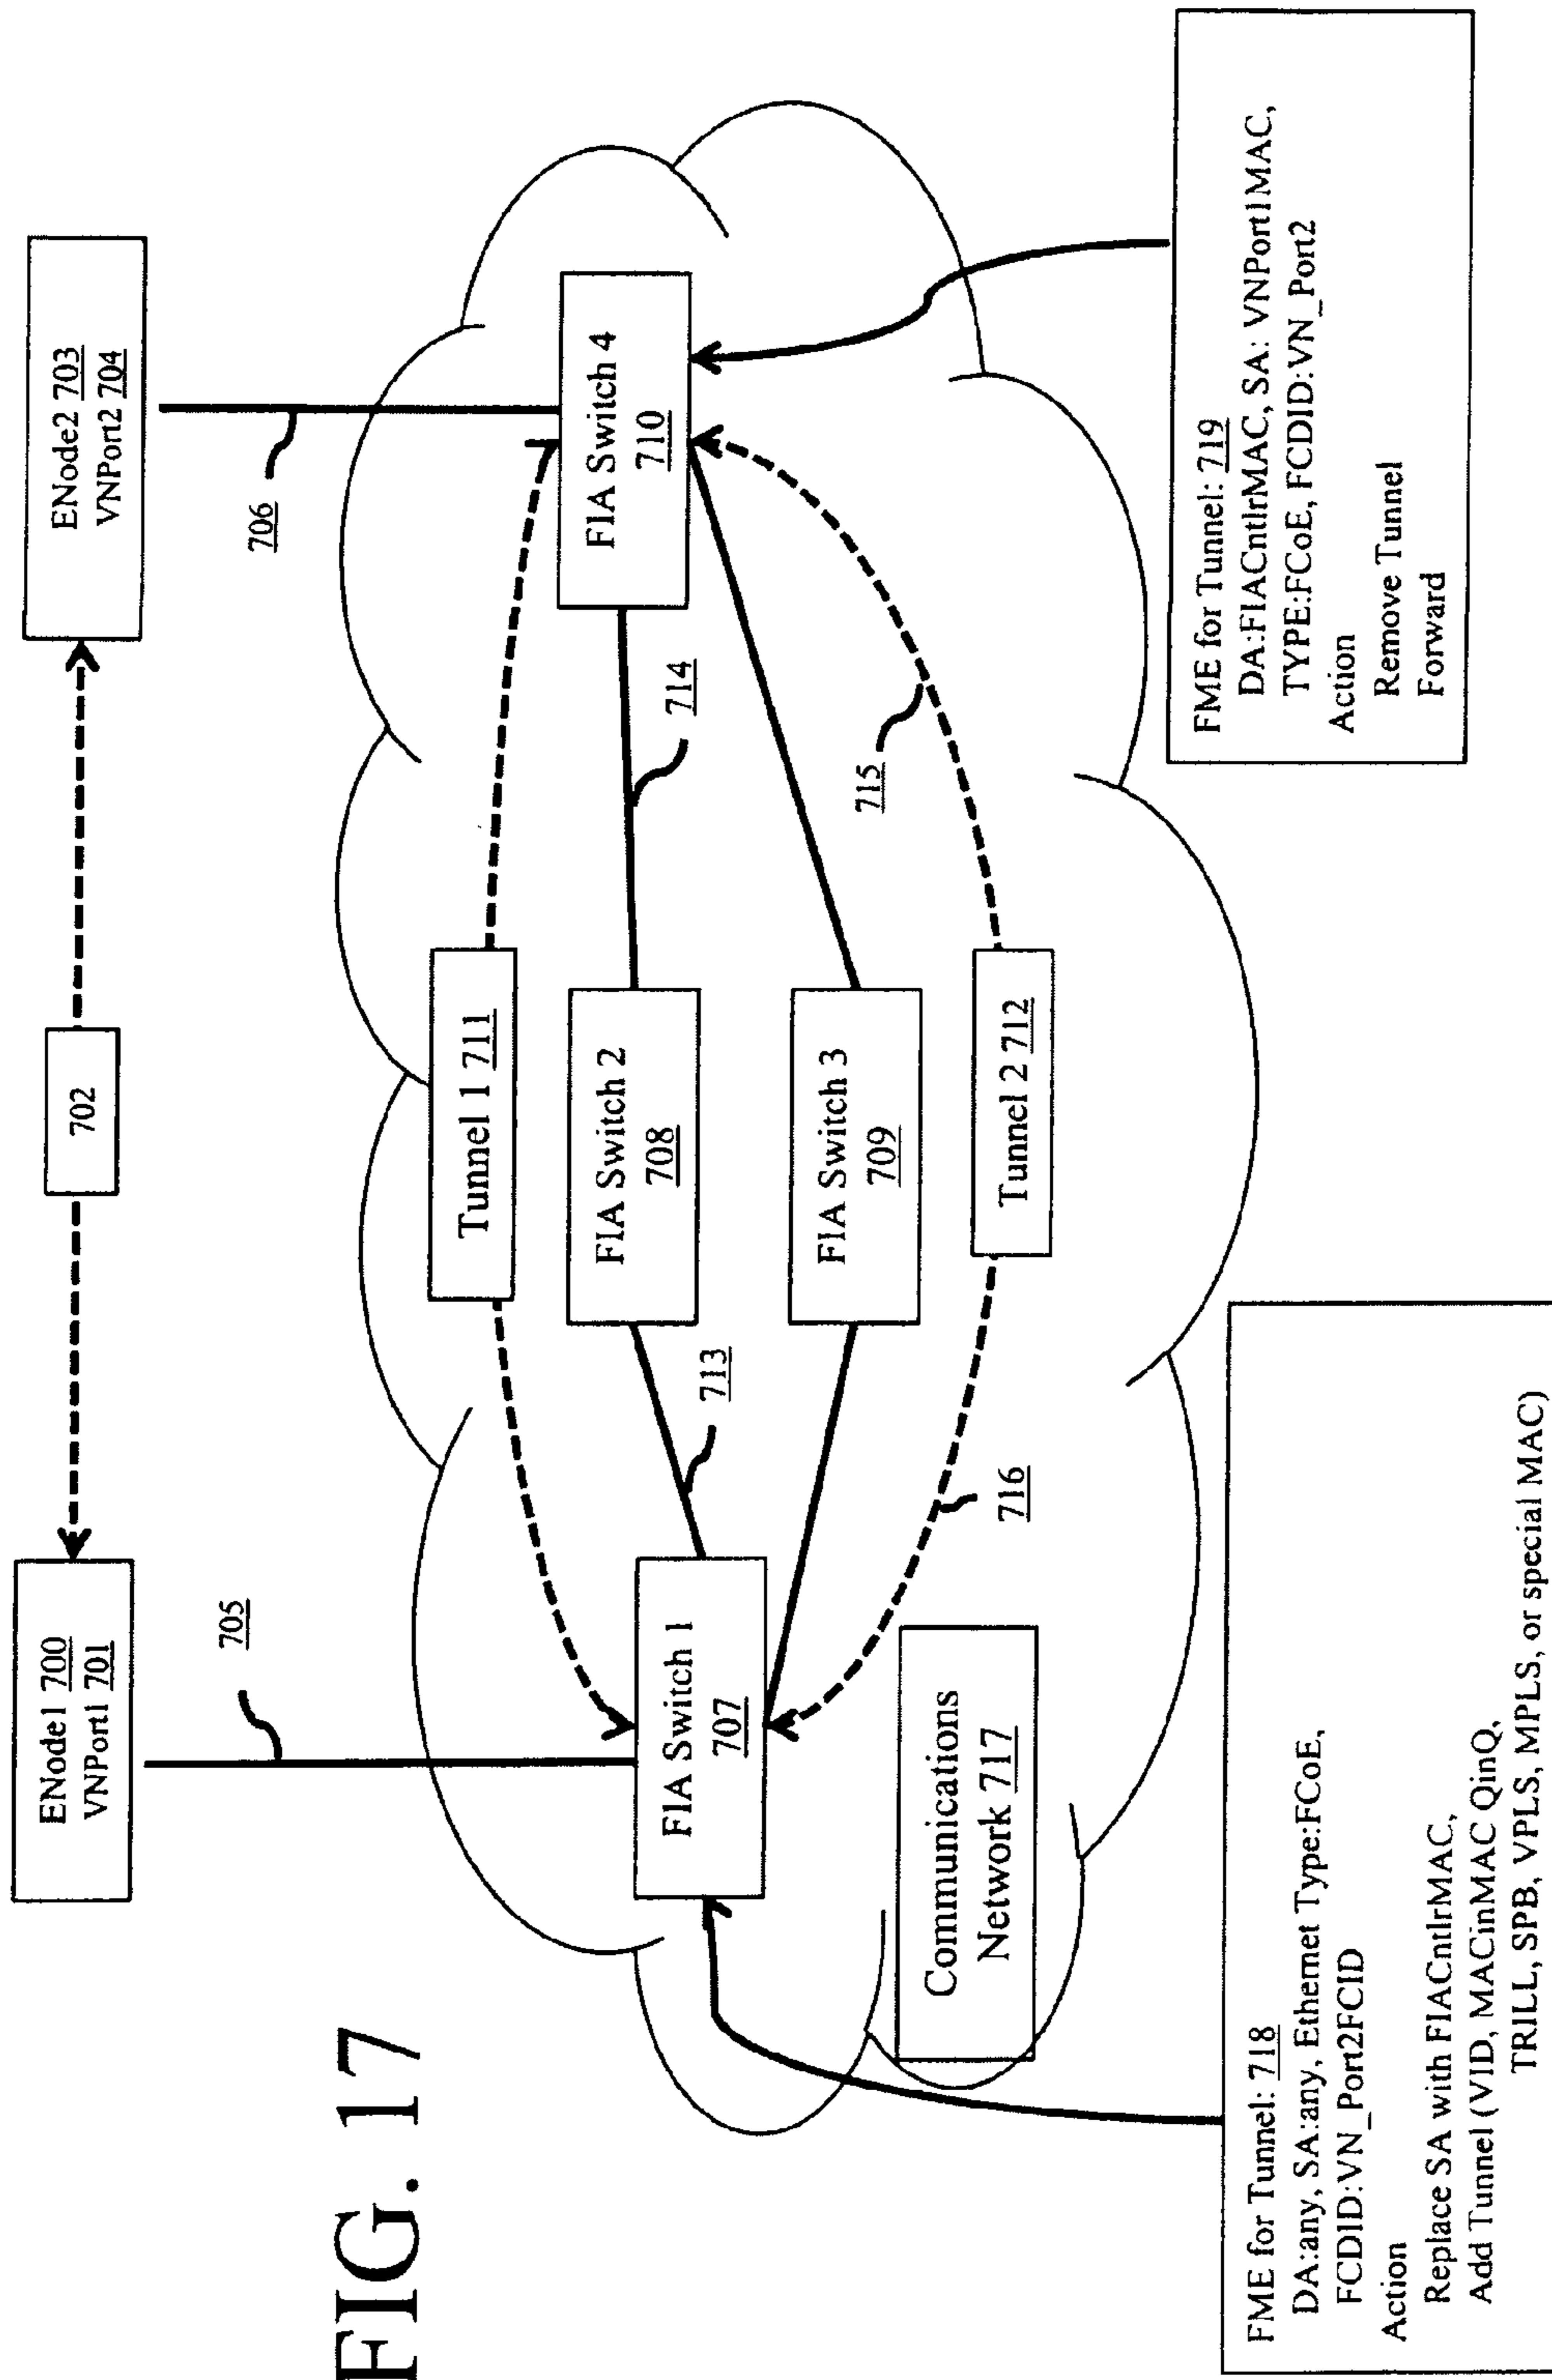 FIG. 17
ENode1 700
VNPort1 701
702
ENode2 703
VNPort2 704
705
706
Tunnel 1 711
FIA Switch 2
708
FIA Switch 4
710
FIA Switch 1
707
713
714
FIA Switch 3
709
715
716
Tunnel 2 712
Communications
Network 717
FME for Tunnel: 718
DA:any, SA:any, Ethernet Type:FCoE,
FCDID:VN_Port2FCID
Action
Replace SA with FIACntlrMAC,
Add Tunnel (VID, MACinMAC QinQ,
TRILL, SPB, VPLS, MPLS, or special MAC)
FME for Tunnel: 719
DA:FIACntlrMAC, SA: VNPort1MAC,
TYPE:FCoE, FCDID:VN_Port2
Action
Remove Tunnel
Forward